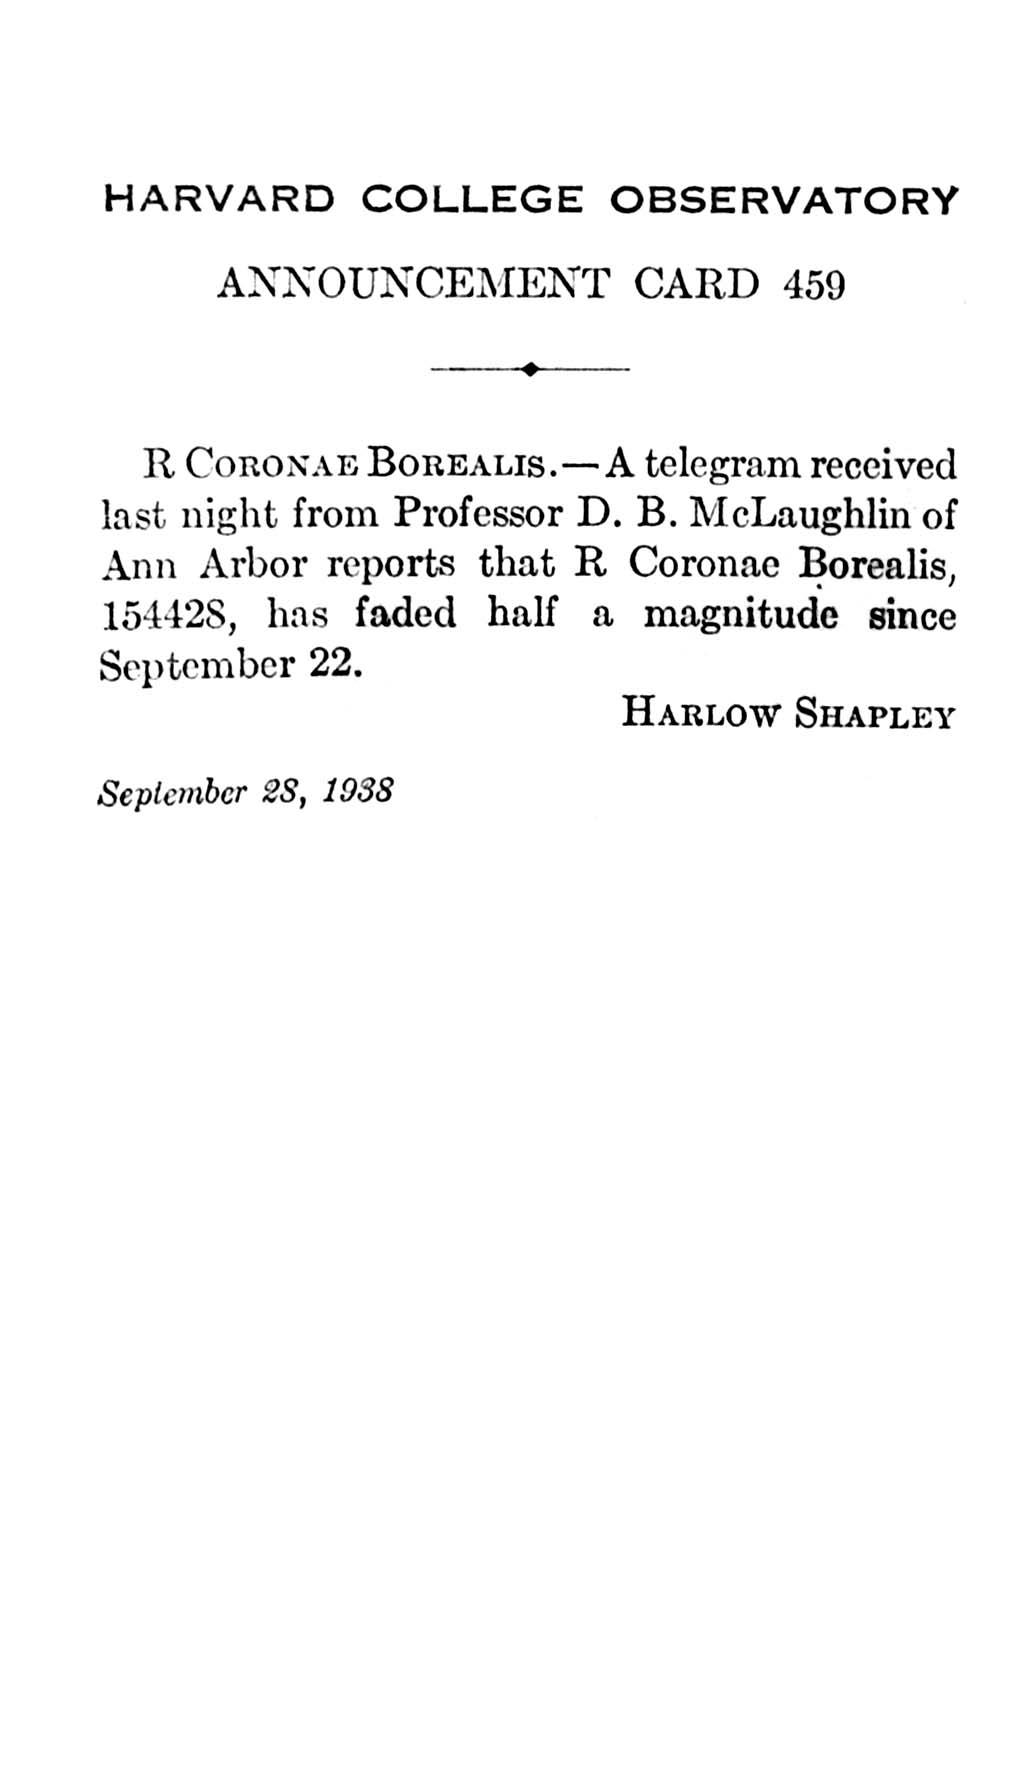 HARVARD COLLEGE OBSERVATORY
ANNOUNCEMENT CARD 459
R CORONAE BOREALIS.—A telegram received
last night from Professor D. B. McLaughlin of
Ann Arbor reports that R Coronae Borealis,
154428, has faded half a magnitude since
September 22.
HARLOW SHAPLEY
September 28, 1938